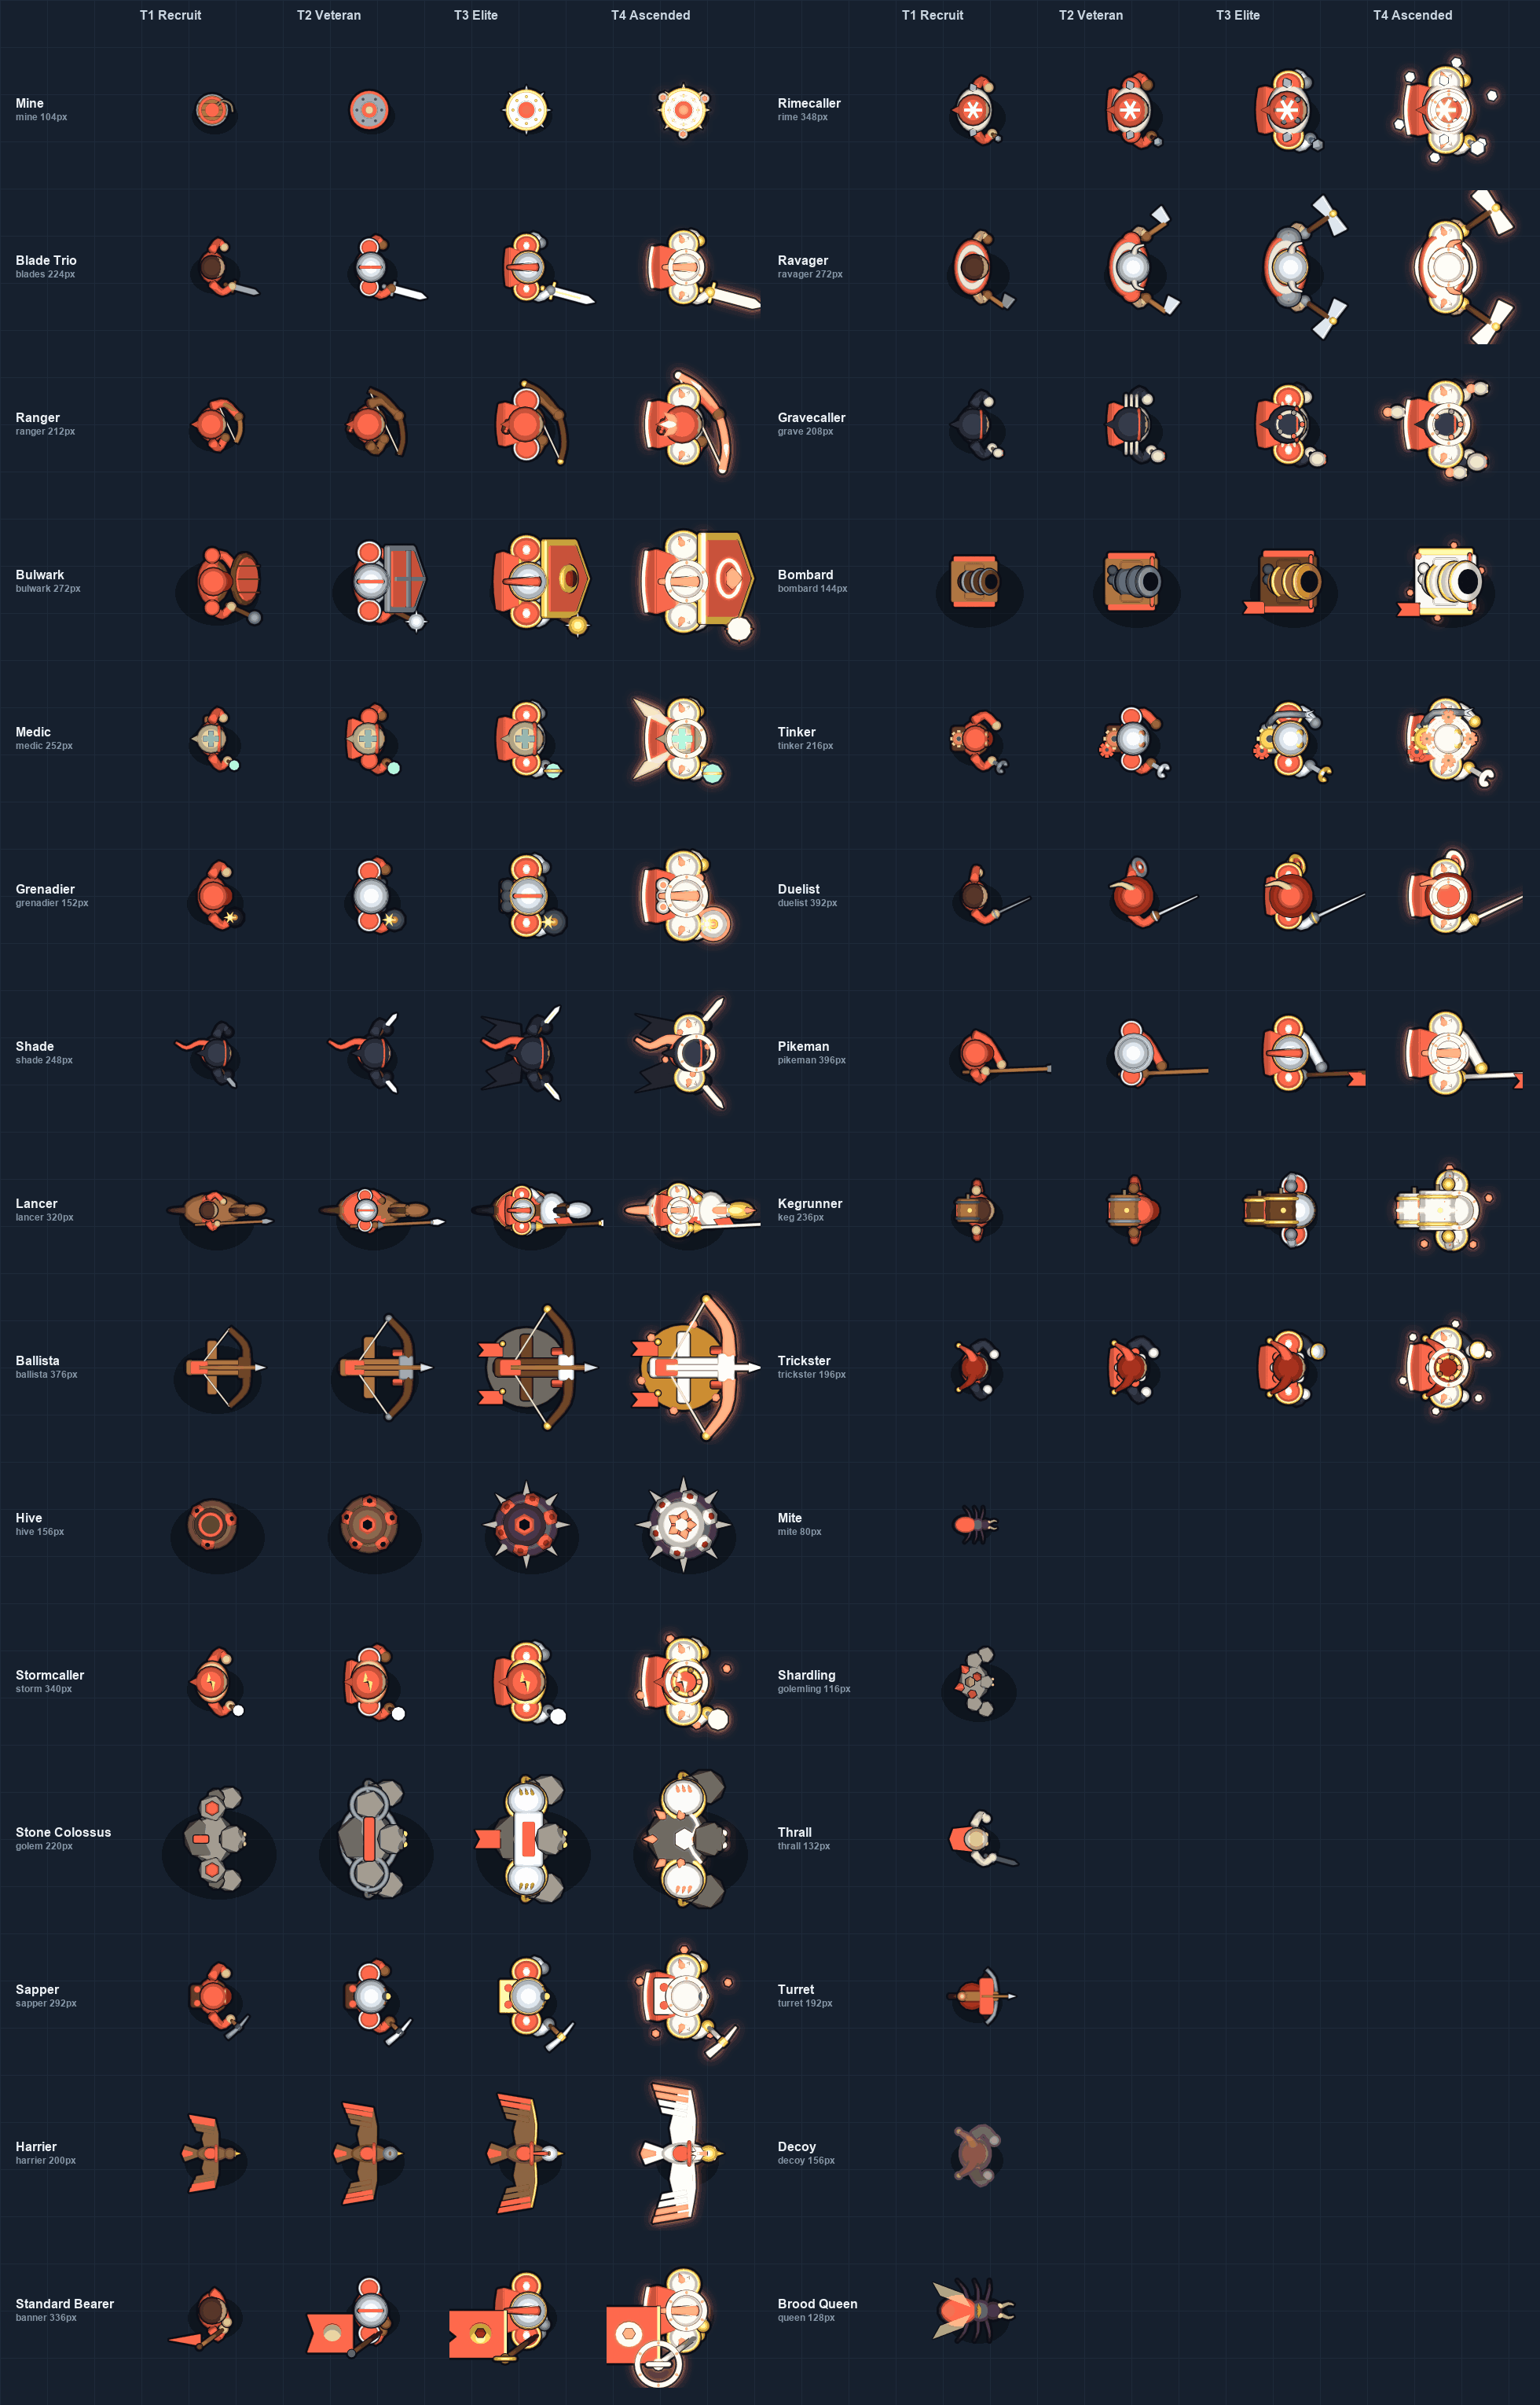 T1 Recruit T2 Veteran T3 Elite T4 Ascended T1 Recruit T2 Veteran T3 Elite T4 Ascended
Mine
mine 104px
Rimecaller
rime 348px
Blade Trio
blades 224px
Ravager
ravager 272px
Ranger
ranger 212px
Gravecaller
grave 208px
Bulwark
bulwark 272px
Bombard
bombard 144px
Medic
medic 252px
Tinker
tinker 216px
Grenadier
grenadier 152px
Duelist
duelist 392px
Shade
shade 248px
Pikeman
pikeman 396px
Lancer
lancer 320px
Kegrunner
keg 236px
Ballista
ballista 376px
Trickster
trickster 196px
Hive
hive 156px
Mite
mite 80px
Stormcaller
storm 340px
Shardling
golemling 116px
Stone Colossus
golem 220px
Thrall
thrall 132px
Sapper
sapper 292px
Turret
turret 192px
Harrier
harrier 200px
Decoy
decoy 156px
Standard Bearer
banner 336px
Brood Queen
queen 128px